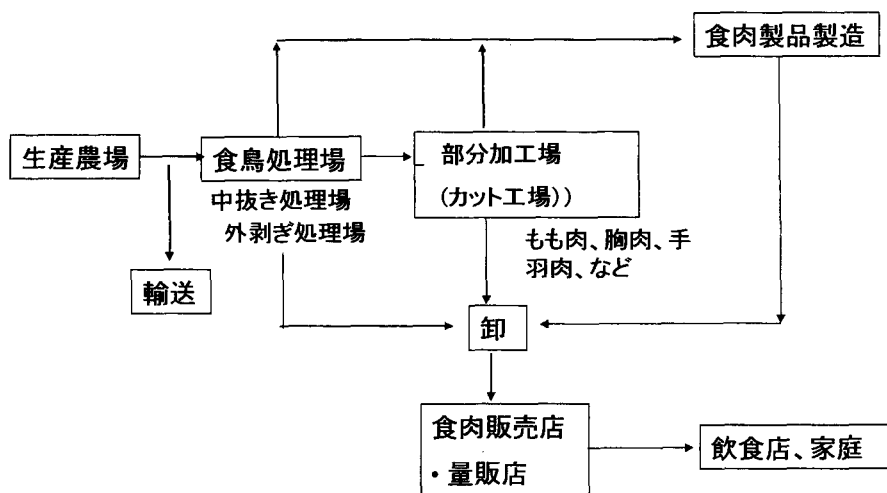 食肉製品製造
生産農場
食鳥処理場
部分加工場
(カット工場))
中抜き処理場
外剥ぎ処理場
もも肉、胸肉、手
羽肉、など
輸送
卸
食肉販売店
・量販店
飲食店、家庭